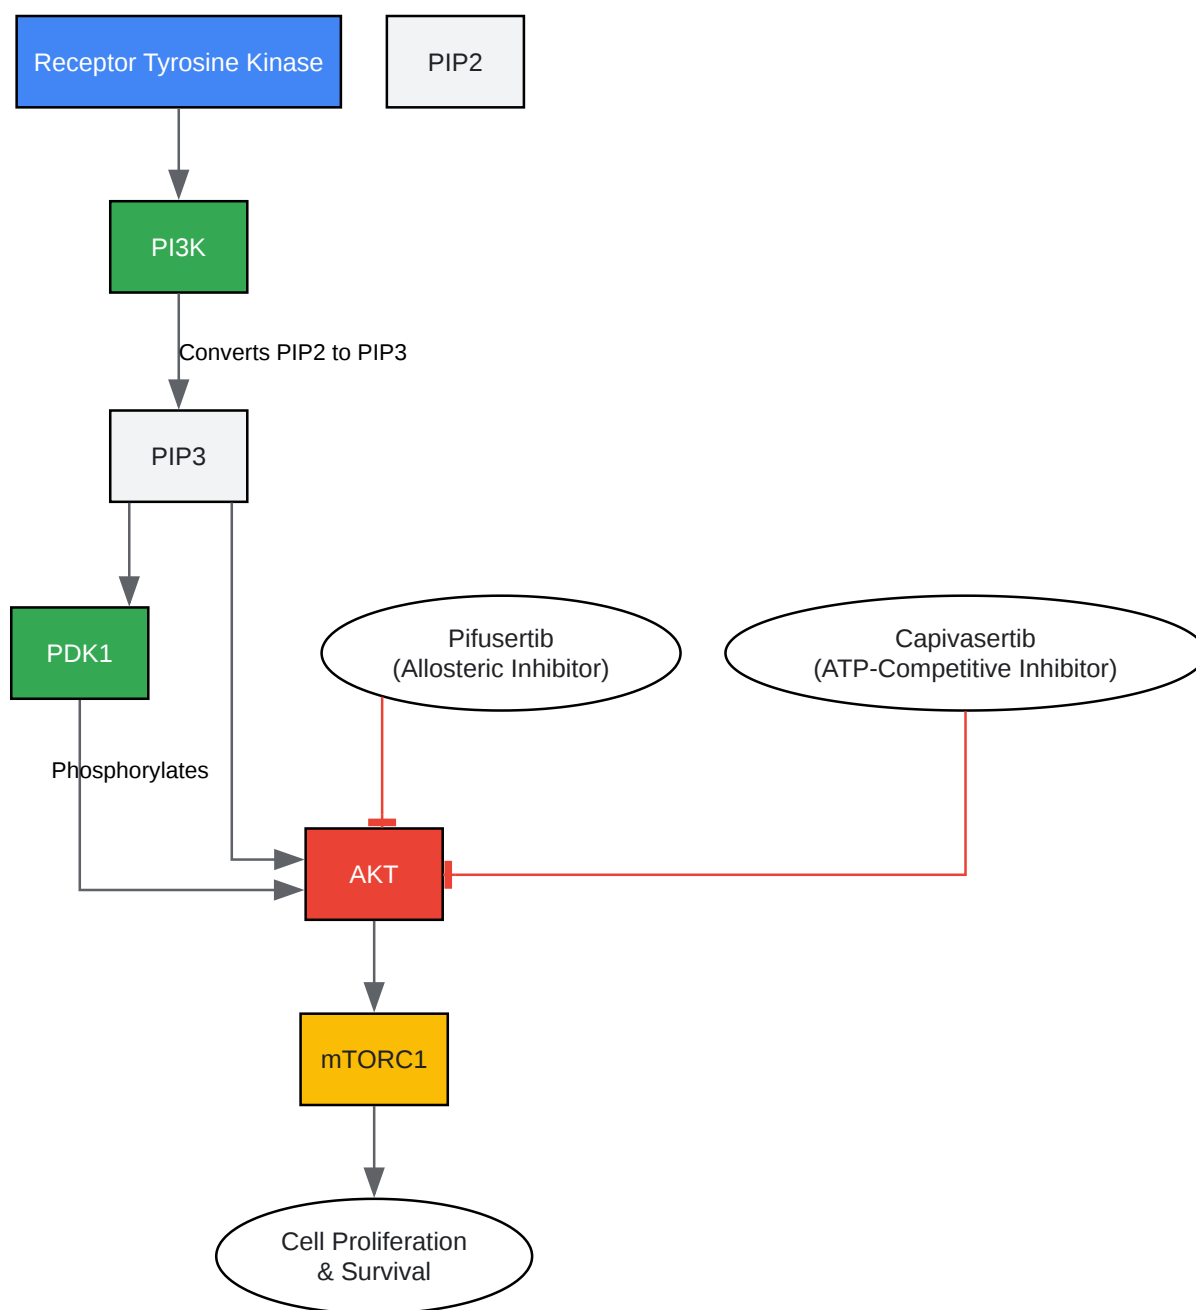 Receptor Tyrosine Kinase
PIP2
PI3K
Converts PIP2 to PIP3
PIP3
PDK1
Pifusertib
(Allosteric Inhibitor)
Capivasertib
(ATP-Competitive Inhibitor)
Phosphorylates
AKT
mTORC1
Cell Proliferation
& Survival